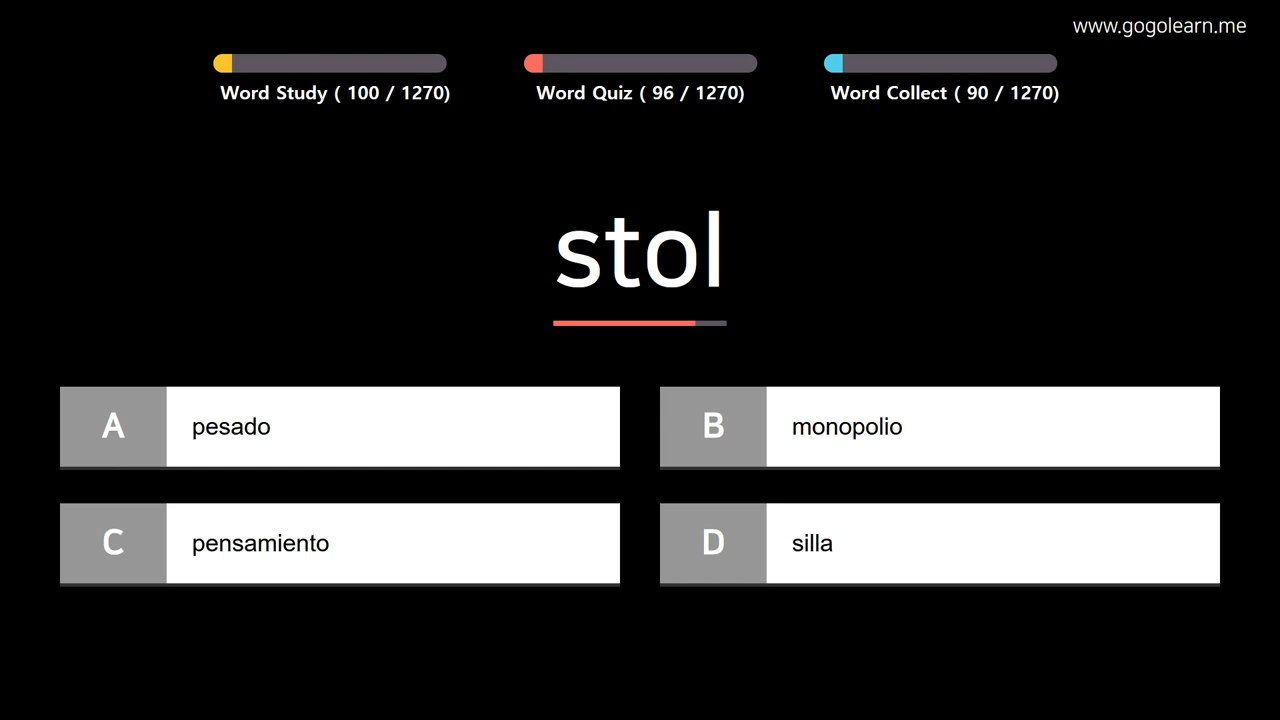 www.gogolearn.me
Word Study ( 100 / 1270)
Word Quiz ( 96 / 1270)
Word Collect ( 90 / 1270)
stol
A pesado
B monopolio
C pensamiento
D silla